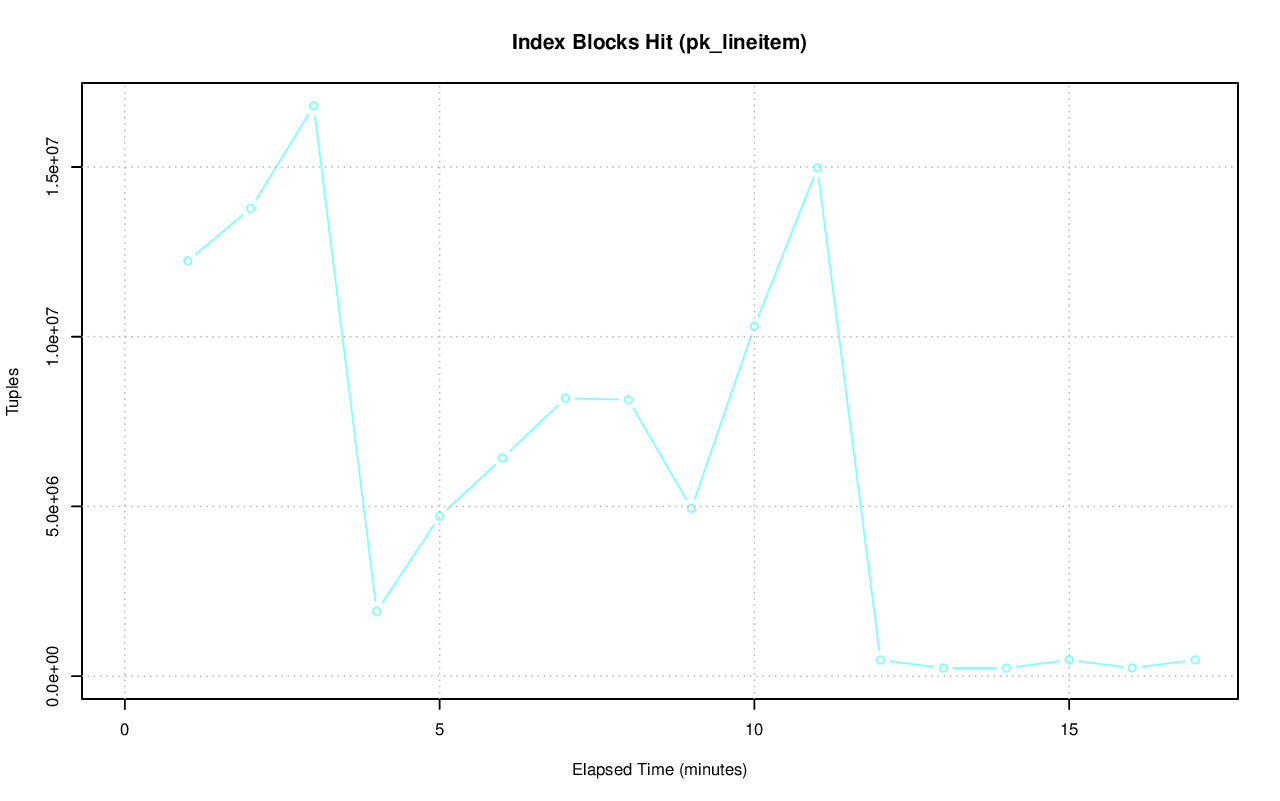 Index Blocks Hit (pk_lineitem)
Tuples
1.5e+07
1.0e+07
5.0e+06
0.0e+00
0 5 10 15
Elapsed Time (minutes)